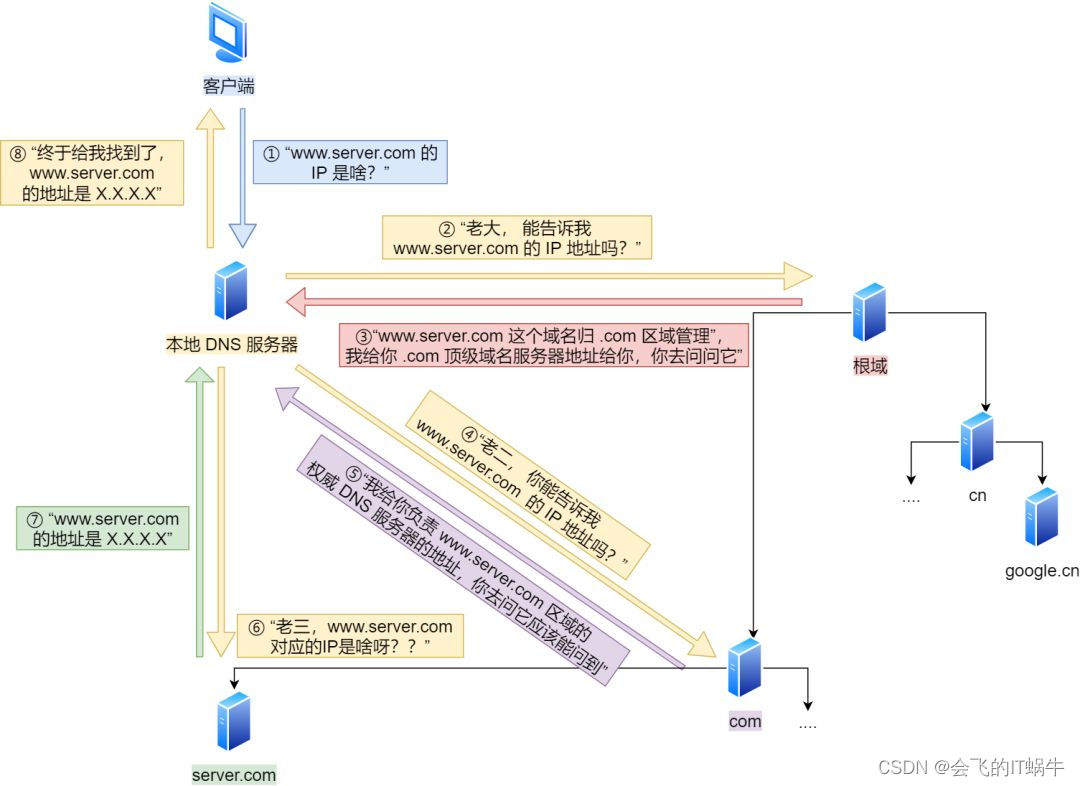 客户端
⑧ “终于给我找到了，
www.server.com
的地址是 X.X.X.X”
① “www.server.com 的
IP 是啥？”
② “老大， 能告诉我
www.server.com 的 IP 地址吗？”
本地 DNS 服务器
③“www.server.com 这个域名归 .com 区域管理”,
我给你 .com 顶级域名服务器地址给你，你去问问它”
根域
④“老二，你能告诉我
www.server.com 的 IP 地址吗？”
⑤“我给你负责 www.server.com 区域的
权威 DNS 服务器的地址，你去问它应该能问到”
....
cn
google.cn
⑦ “www.server.com
的地址是 X.X.X.X”
⑥ “老三，www.server.com
对应的IP是啥呀？？”
com
....
server.com
CSDN @会飞的IT蜗牛